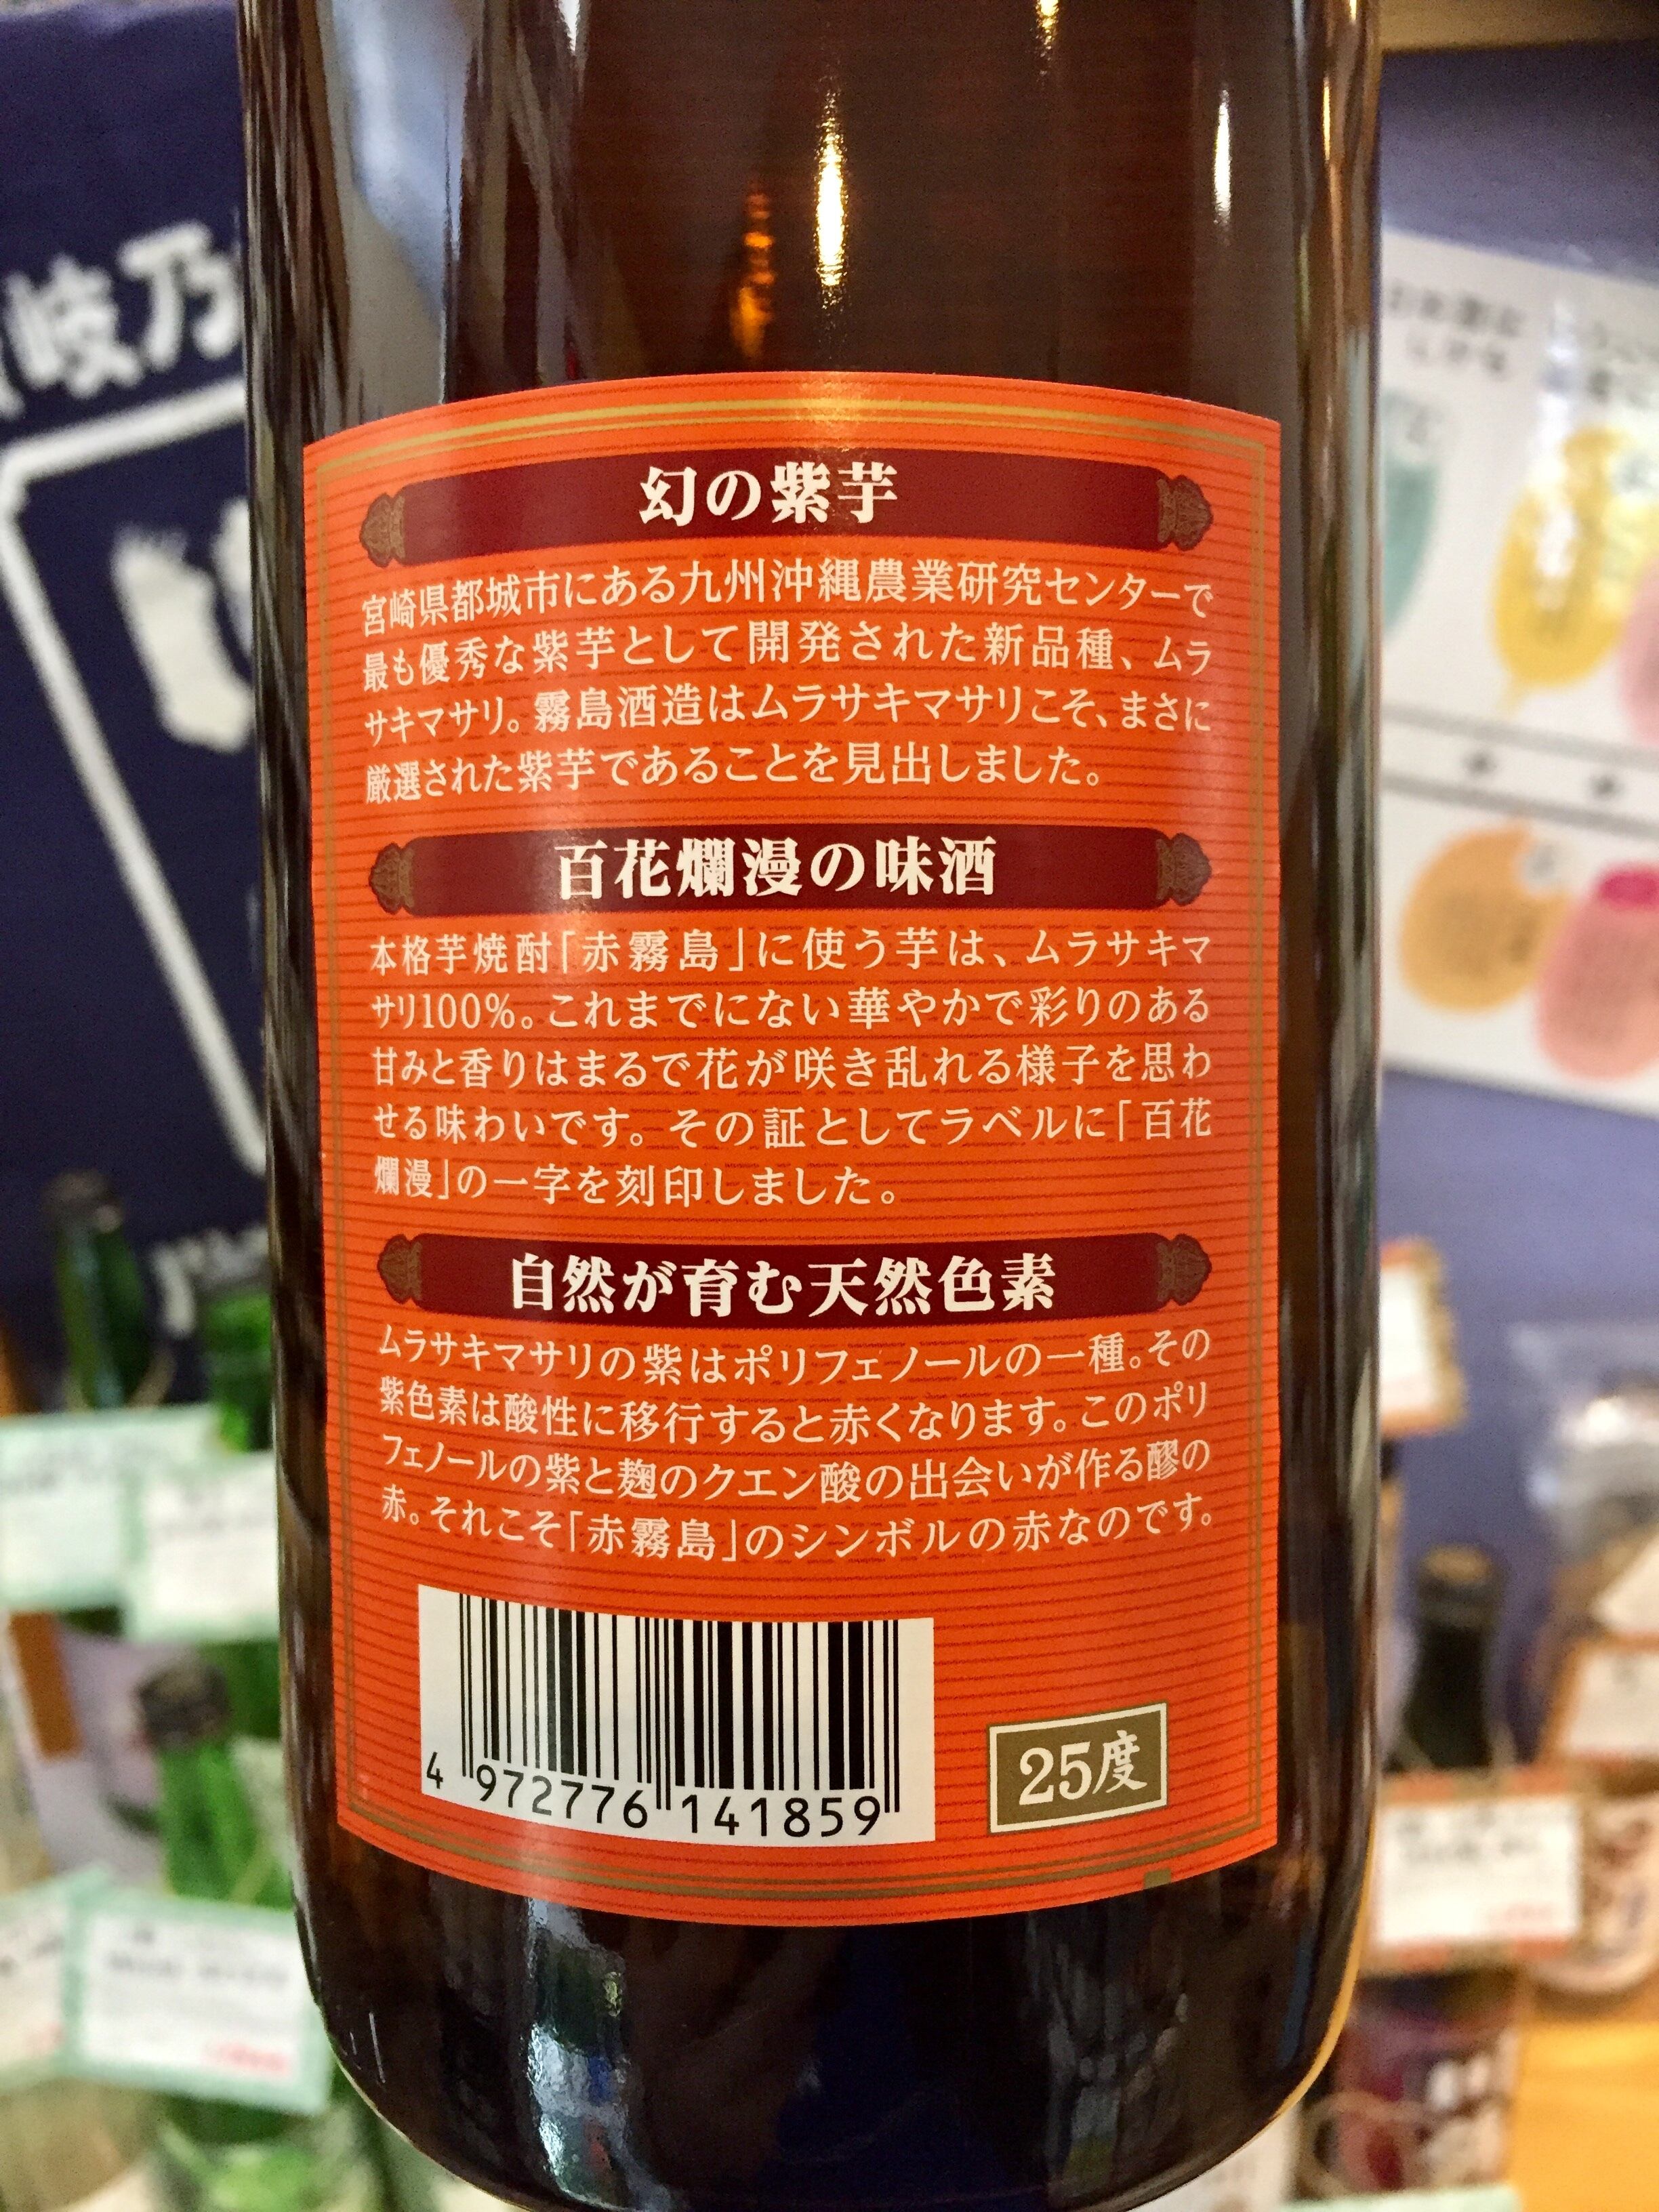 岐乃
幻の紫芋
宮崎県都城市にある九州沖縄農業研究センターで
最も優秀な紫芋として開発された新品種、ムラ
サキマサリ。霧島酒造はムラサキマサリこそ、まさに
厳選された紫芋であることを見出しました。
百花爛漫の味酒
本格芋焼酎「赤霧島」に使う芋は、ムラサキマ
サリ100%。これまでにない華やかで彩りのある
甘みと香りはまるで花が咲き乱れる様子を思わ
せる味わいです。その証としてラベルに「百花
爛漫」の一字を刻印しました。
自然が育む天然色素
ムラサキマサリの紫はポリフェノールの一種。その
紫色素は酸性に移行すると赤くなります。このポリ
フェノールの紫と麹のクエン酸の出会いが作る醪の
赤。それこそ「赤霧島」のシンボルの赤なのです。
4 972776 141859
25度